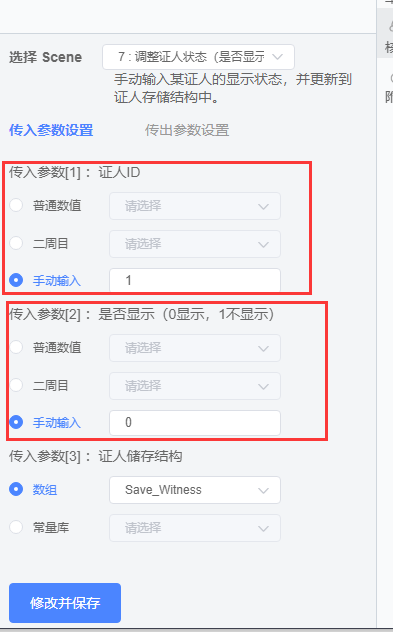 选择 Scene
7 : 调整证人状态（是否显示
手动输入某证人的显示状态，并更新到
证人存储结构中。
传入参数设置 传出参数设置
传入参数[1]： 证人ID
普通数值 请选择
二周目 请选择
手动输入 1
传入参数[2]： 是否显示（0显示，1不显示）
普通数值 请选择
二周目 请选择
手动输入 0
传入参数[3]： 证人储存结构
数组 Save_Witness
常量库 请选择
修改并保存